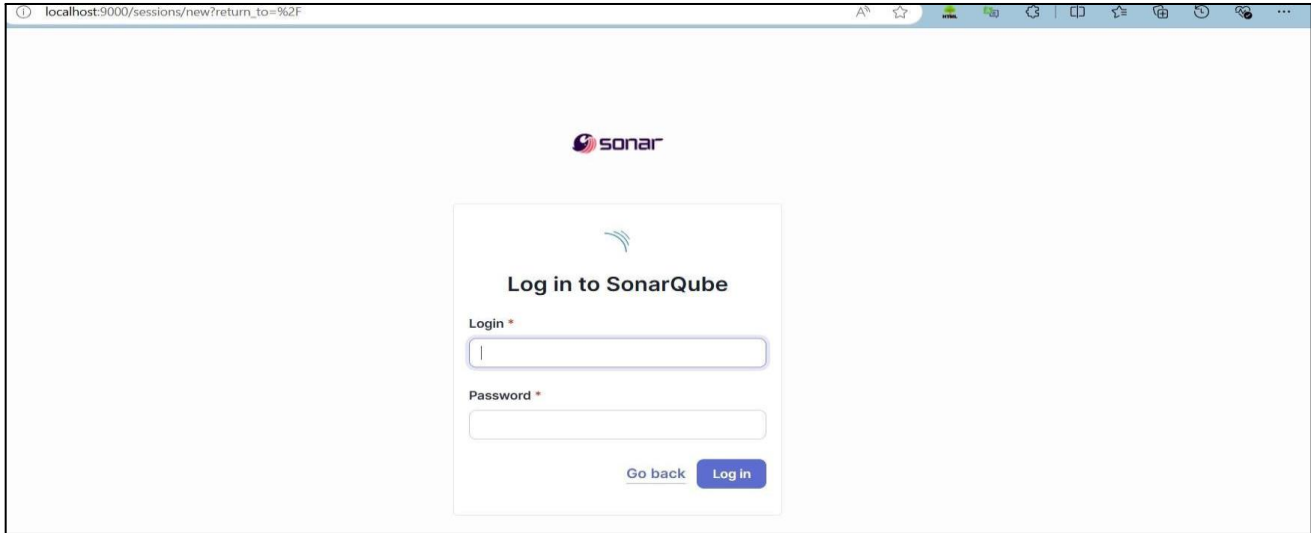 localhost:9000/sessions/new?return_to=%2F
sonar
Log in to SonarQube
Login *
Password *
Go back Log in